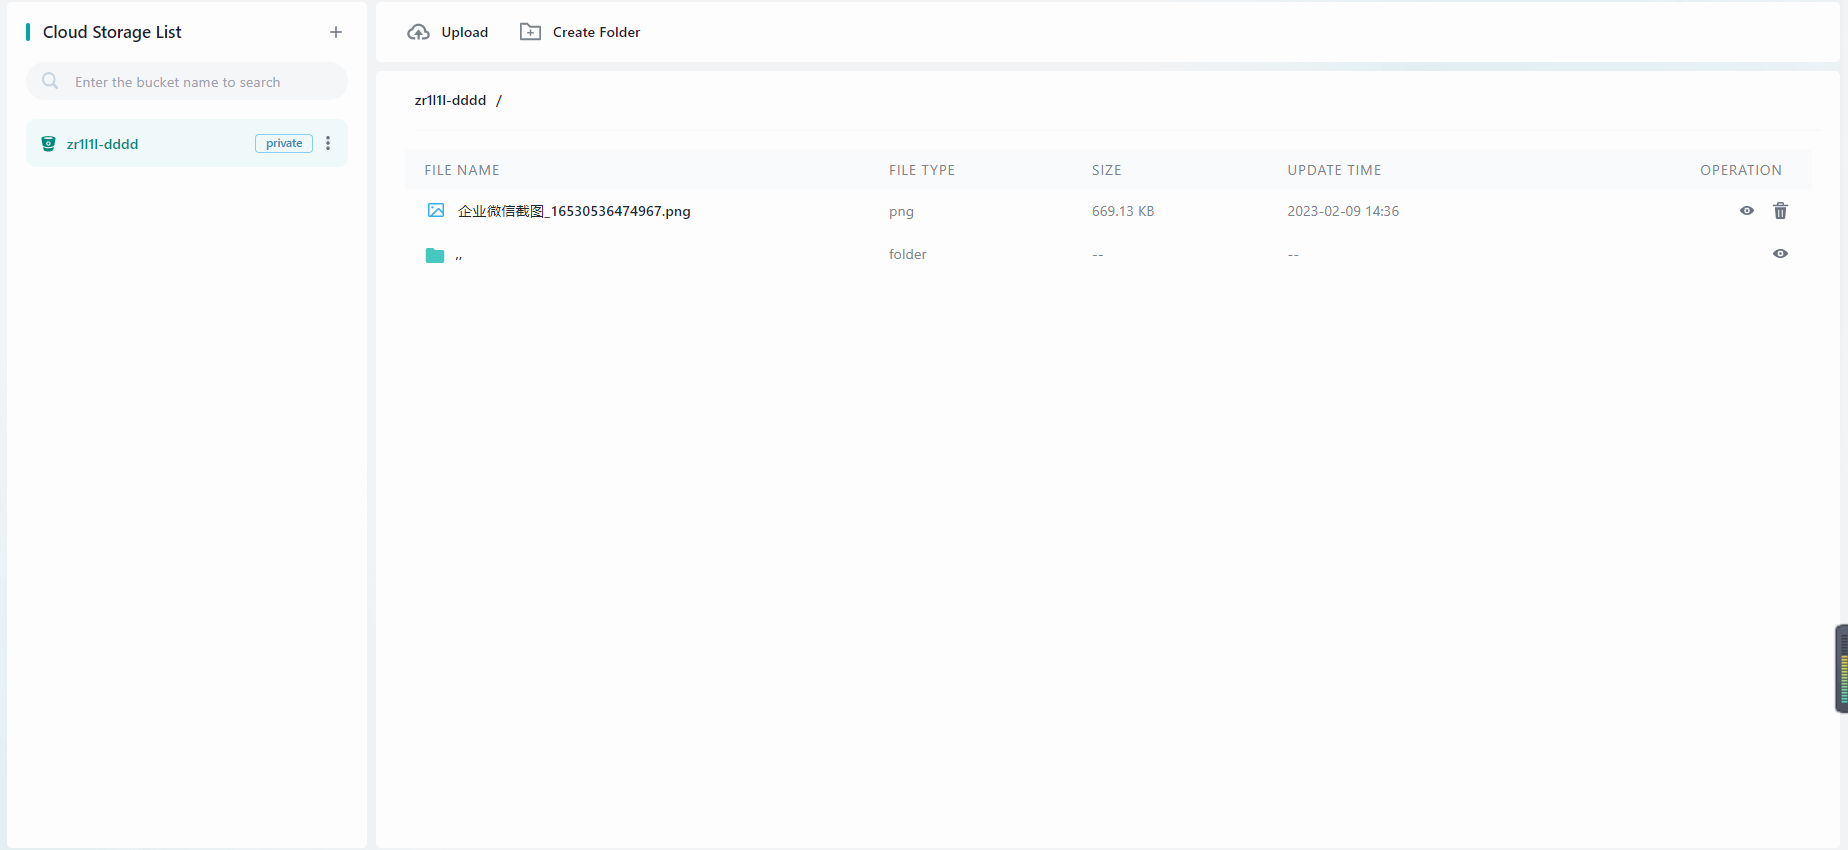 Cloud Storage List
Enter the bucket name to search
zr1l1l-dddd private
Upload Create Folder
zr1l1l-dddd /
FILE NAME FILE TYPE SIZE UPDATE TIME OPERATION
企业微信截图_16530536474967.png png 669.13 KB 2023-02-09 14:36
,, folder -- --